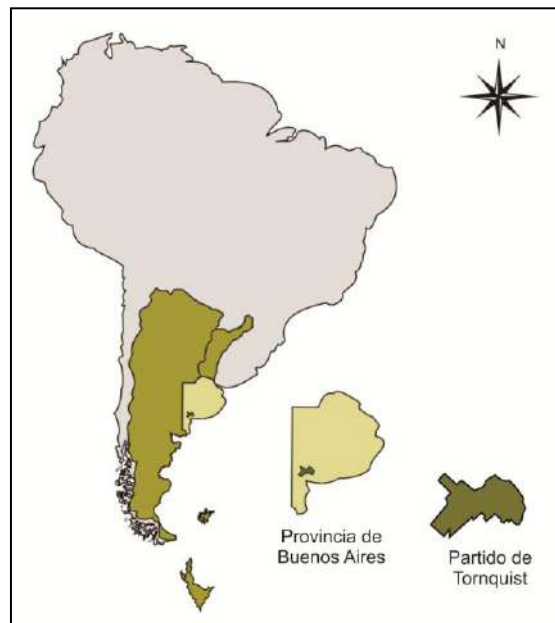 N
Provincia de
Buenos Aires
Partido de
Tornquist